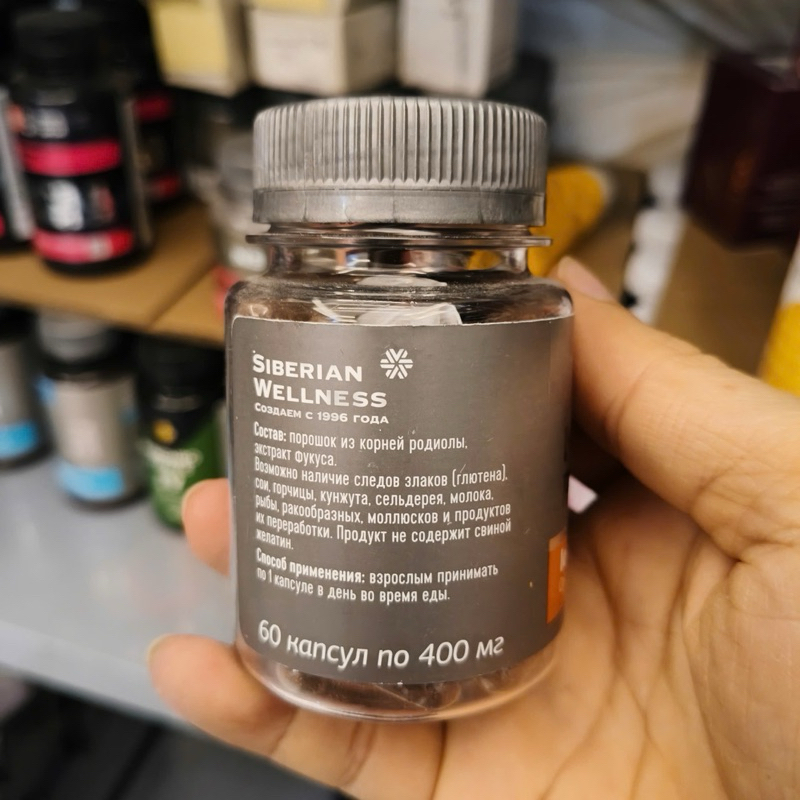 SIBERIAN
WELLNESS
СОЗДАЕМ С 1996 ГОДА
Состав: порошок из корней родиолы,
экстракт Фукуса.
Возможно наличие следов злаков (глютена),
сои, горчицы, кунжута, сельдерея, молока,
рыбы, ракообразных, моллюсков и продуктов
их переработки. Продукт не содержит свиной
желатин.
Способ применения: взрослым принимать
по 1 капсуле в день во время еды.
60 капсул по 400 мг